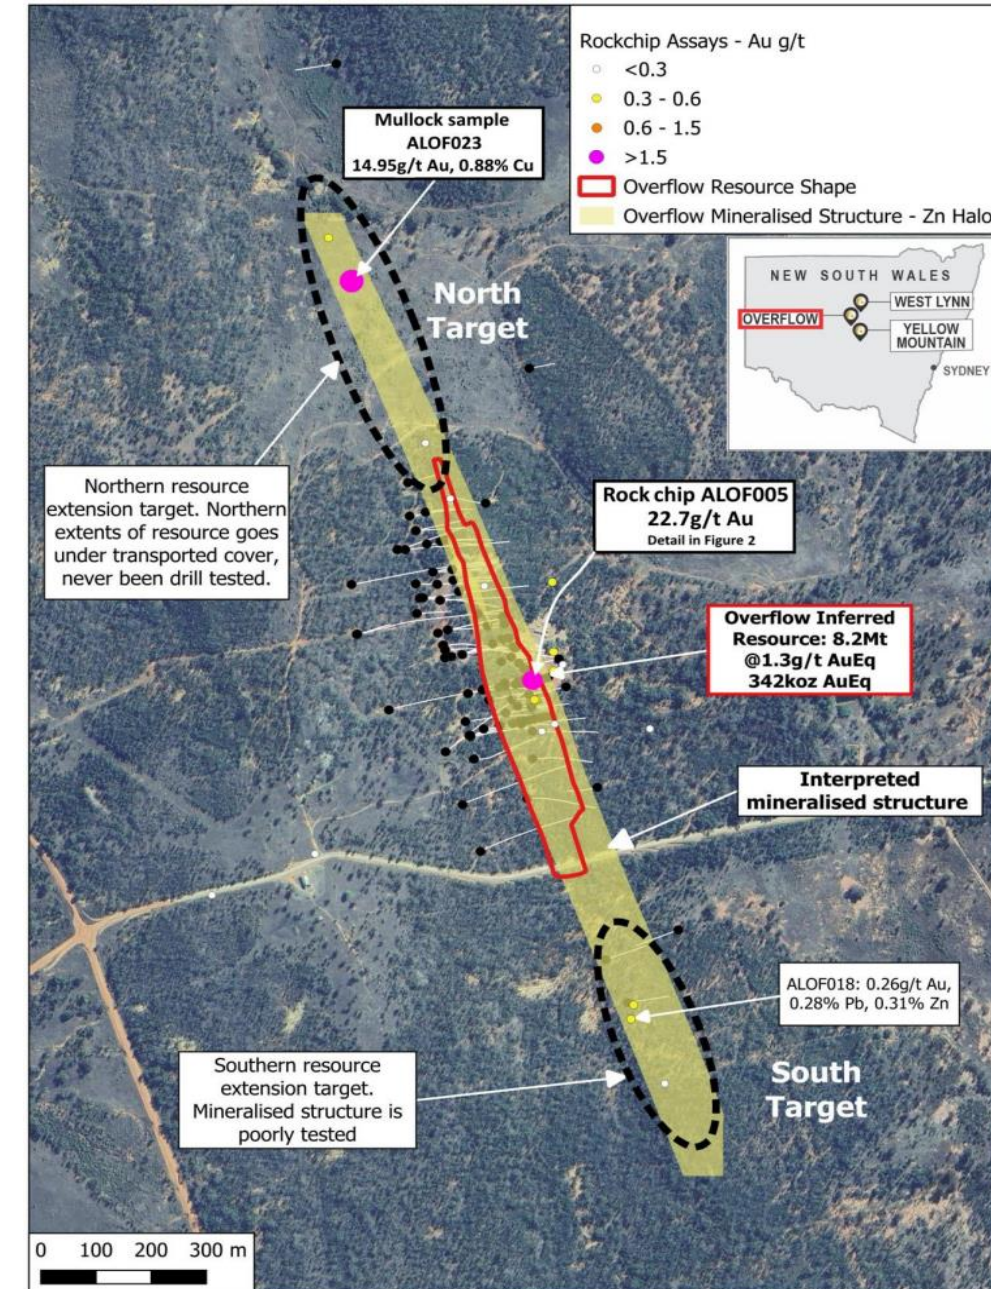 Rockchip Assays - Au g/t
<0.3
0.3 - 0.6
0.6 - 1.5
>1.5
Overflow Resource Shape
Overflow Mineralised Structure - Zn Halo
NEW SOUTH WALES
WEST LYNN
OVERFLOW
YELLOW
MOUNTAIN
SYDNEY
Mullock sample
ALOF023
14.95g/t Au, 0.88% Cu
North
Target
Northern resource
extension target. Northern
extents of resource goes
under transported cover,
never been drill tested.
Rock chip ALOF005
22.7g/t Au
Detail in Figure 2
Overflow Inferred
Resource: 8.2Mt
@1.3g/t AuEq
342koz AuEq
Interpreted
mineralised structure
ALOF018: 0.26g/t Au,
0.28% Pb, 0.31% Zn
Southern resource
extension target.
Mineralised structure is
poorly tested
South
Target
0 100 200 300 m